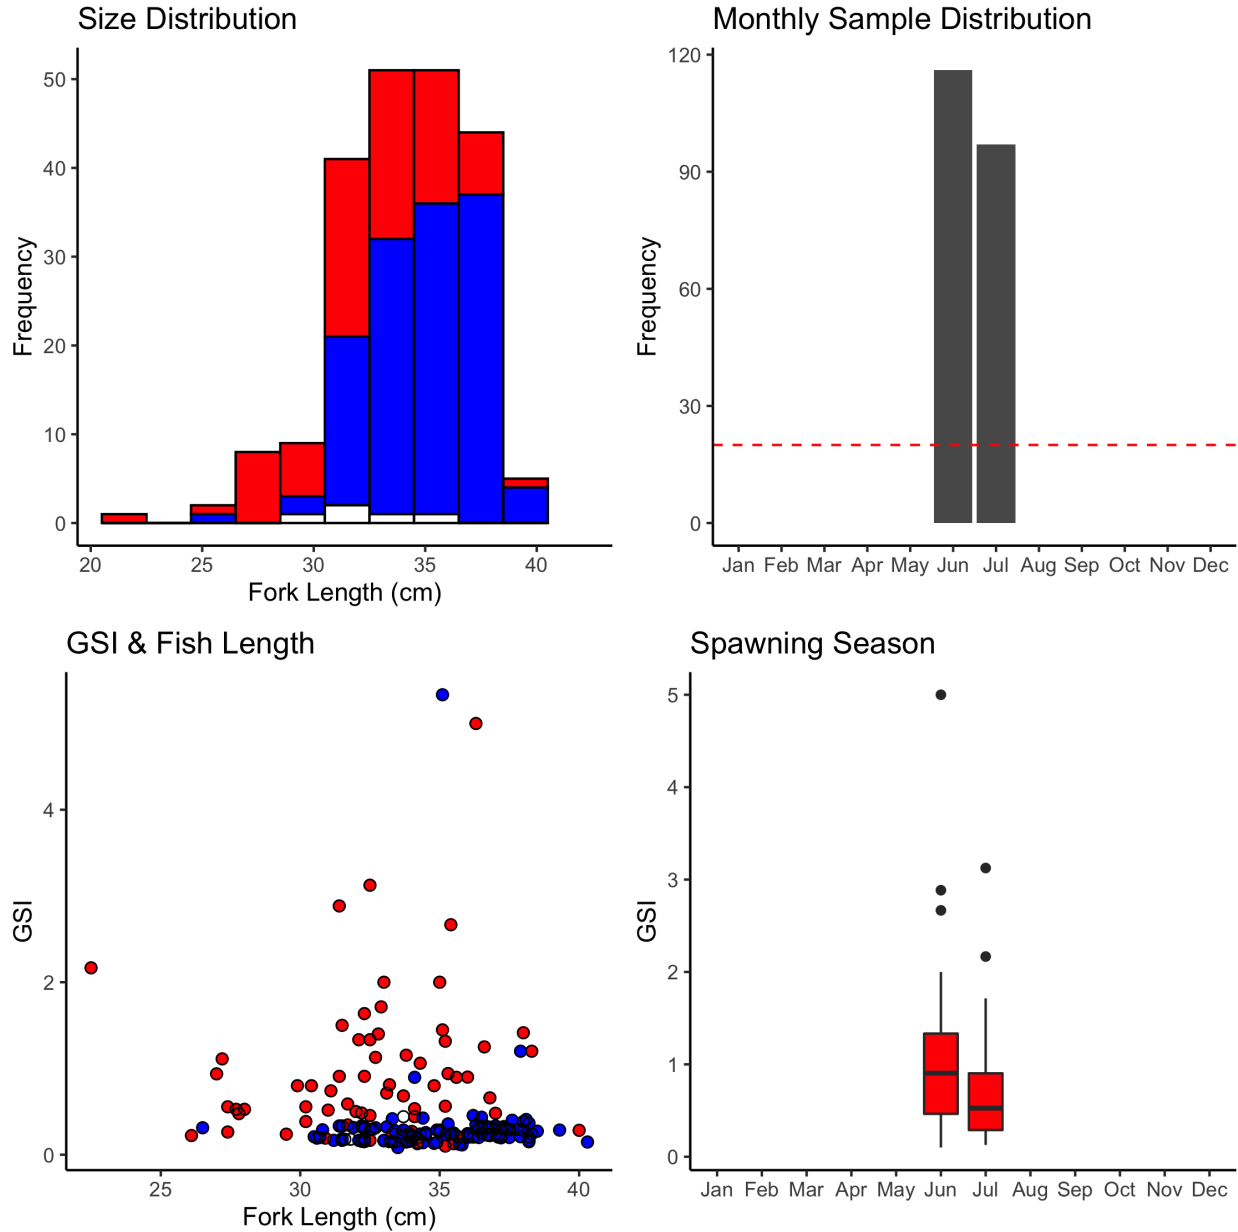 Size Distribution
Frequency
50
40
30
20
10
0
20 25 30 35 40
Fork Length (cm)
Monthly Sample Distribution
Frequency
120
90
60
30
0
Jan Feb Mar Apr May Jun Jul Aug Sep Oct Nov Dec
GSI & Fish Length
GSI
4
2
0
25 30 35 40
Fork Length (cm)
Spawning Season
GSI
5
4
3
2
1
0
Jan Feb Mar Apr May Jun Jul Aug Sep Oct Nov Dec